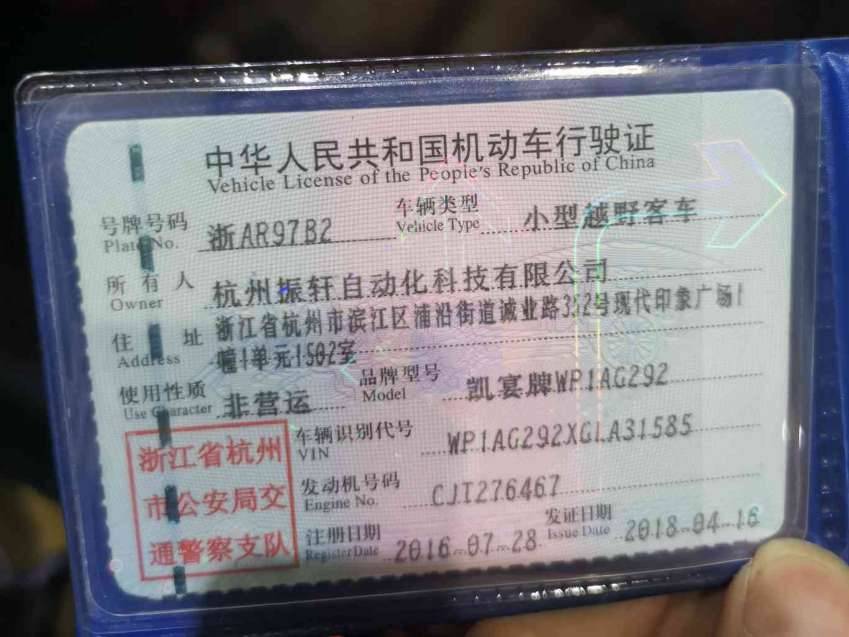 中华人民共和国机动车行驶证
Vehicle License of the People's Republic of China
号牌号码 浙AR97B2 车辆类型 小型越野客车
Plate No. Vehicle Type
所有人 杭州振轩自动化科技有限公司
Owner
住址 浙江省杭州市滨江区浦沿街道诚业路352号现代印象广场1
Address 幢1单元1502室
使用性质 非营运 品牌型号 凯宴牌WP1AG292
Use Character Model
浙江省杭州
市公安局交
通警察支队
车辆识别代号 WP1AG292XGLA31585
VIN
发动机号码 CJT276467
Engine No.
注册日期 2016-07-28 发证日期 2018-04-16
Register Date Issue Date